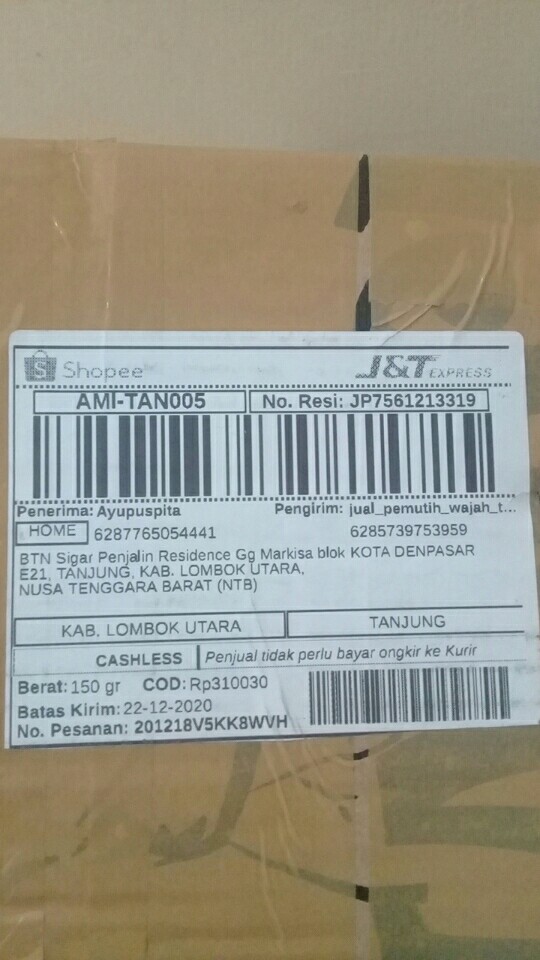 Shopee
J&T EXPRESS
AMI-TAN005
No. Resi: JP7561213319
Penerima: Ayupuspita
Pengirim: jual_pemutih_wajah_t...
HOME 6287765054441
6285739753959
BTN Sigar Penjalin Residence Gg Markisa blok
E21, TANJUNG, KAB. LOMBOK UTARA,
NUSA TENGGARA BARAT (NTB)
KOTA DENPASAR
KAB. LOMBOK UTARA
TANJUNG
CASHLESS
Penjual tidak perlu bayar ongkir ke Kurir
Berat: 150 gr COD: Rp310030
Batas Kirim: 22-12-2020
No. Pesanan: 201218V5KK8WVH